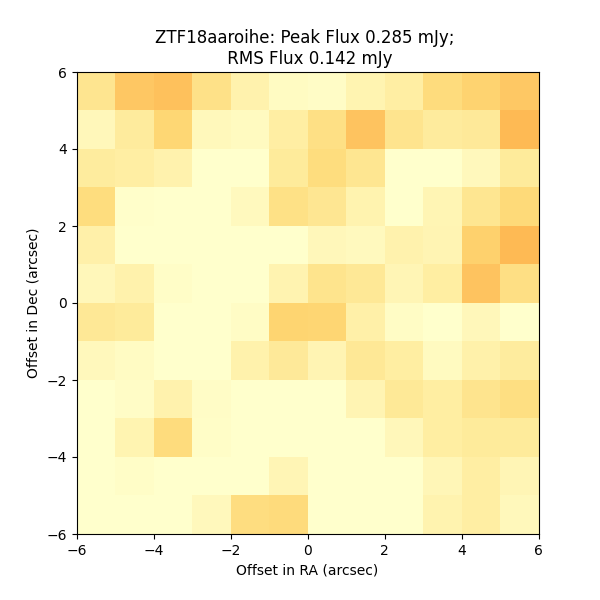 ZTF18aaroihe: Peak Flux 0.285 mJy;
RMS Flux 0.142 mJy
6
4
2
0
−2
−4
−6
Offset in Dec (arcsec)
−6 −4 −2 0 2 4 6
Offset in RA (arcsec)